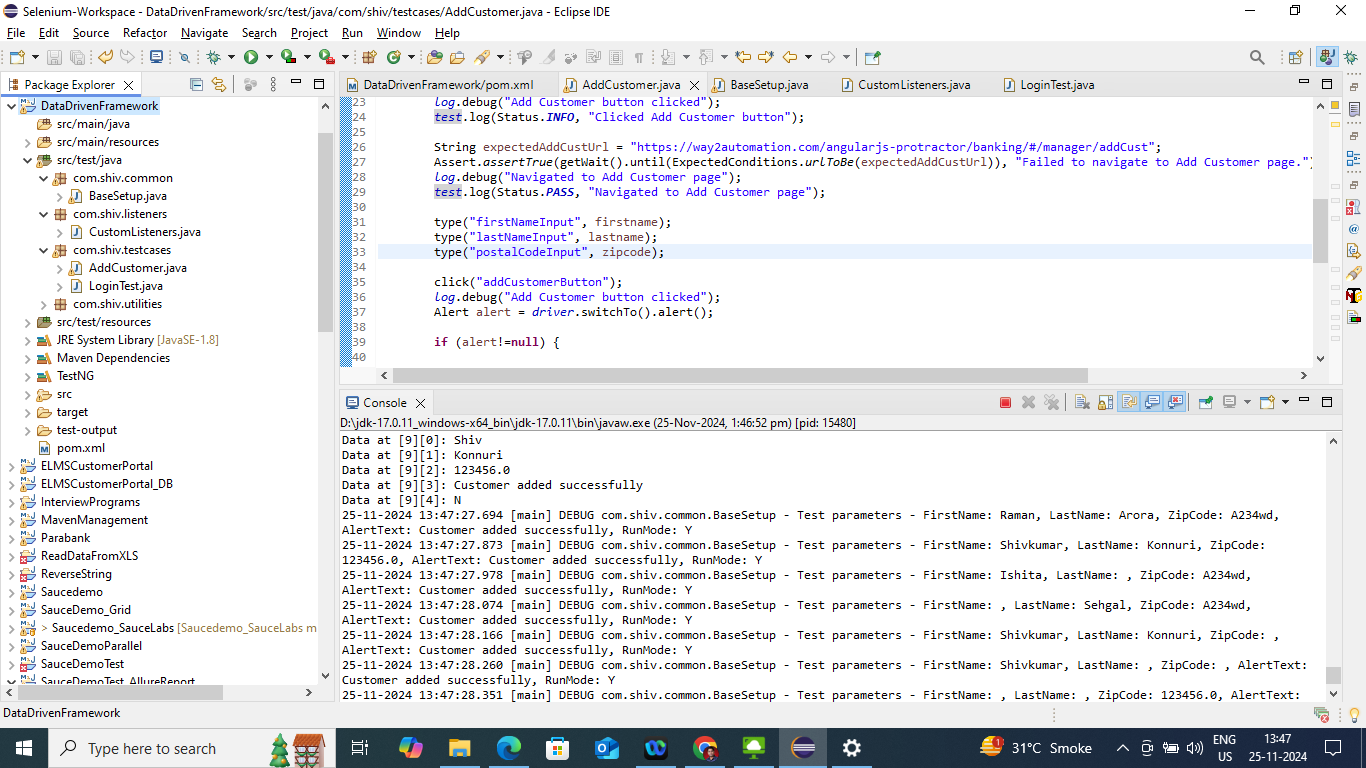 Selenium-Workspace - DataDrivenFramework/src/test/java/com/shiv/testcases/AddCustomer.java - Eclipse IDE
File Edit Source Refactor Navigate Search Project Run Window Help
Package Explorer
DataDrivenFramework
src/main/java
src/main/resources
src/test/java
com.shiv.common
BaseSetup.java
com.shiv.listeners
CustomListeners.java
com.shiv.testcases
AddCustomer.java
LoginTest.java
com.shiv.utilities
src/test/resources
JRE System Library [JavaSE-1.8]
Maven Dependencies
TestNG
src
target
test-output
pom.xml
ELMSCustomerPortal
ELMSCustomerPortal_DB
InterviewPrograms
MavenManagement
Parabank
ReadDataFromXLS
ReverseString
Saucedemo
SauceDemo_Grid
> Saucedemo_SauceLabs [Saucedemo_SauceLabs m
SauceDemoParallel
SauceDemoTest
SauceDemoTest_AllureReport
DataDrivenFramework/pom.xml AddCustomer.java BaseSetup.java CustomListeners.java LoginTest.java
23 log.debug("Add Customer button clicked");
24 test.log(Status.INFO, "Clicked Add Customer button");
25
26 String expectedAddCustUrl = "https://way2automation.com/angularjs-protractor/banking/#/manager/addCust";
27 Assert.assertTrue(getWait().until(ExpectedConditions.urlToBe(expectedAddCustUrl)), "Failed to navigate to Add Customer page.")
28 log.debug("Navigated to Add Customer page");
29 test.log(Status.PASS, "Navigated to Add Customer page");
30
31 type("firstNameInput", firstname);
32 type("lastNameInput", lastname);
33 type("postalCodeInput", zipcode);
34
35 click("addCustomerButton");
36 log.debug("Add Customer button clicked");
37 Alert alert = driver.switchTo().alert();
38
39 if (alert!=null) {
40
Console
D:\jdk-17.0.11_windows-x64_bin\jdk-17.0.11\bin\javaw.exe (25-Nov-2024, 1:46:52 pm) [pid: 15480]
Data at [9][0]: Shiv
Data at [9][1]: Konnuri
Data at [9][2]: 123456.0
Data at [9][3]: Customer added successfully
Data at [9][4]: N
25-11-2024 13:47:27.694 [main] DEBUG com.shiv.common.BaseSetup - Test parameters - FirstName: Raman, LastName: Arora, ZipCode: A234wd,
AlertText: Customer added successfully, RunMode: Y
25-11-2024 13:47:27.873 [main] DEBUG com.shiv.common.BaseSetup - Test parameters - FirstName: Shivkumar, LastName: Konnuri, ZipCode:
123456.0, AlertText: Customer added successfully, RunMode: Y
25-11-2024 13:47:27.978 [main] DEBUG com.shiv.common.BaseSetup - Test parameters - FirstName: Ishita, LastName: , ZipCode: A234wd,
AlertText: Customer added successfully, RunMode: Y
25-11-2024 13:47:28.074 [main] DEBUG com.shiv.common.BaseSetup - Test parameters - FirstName: , LastName: Sehgal, ZipCode: A234wd,
AlertText: Customer added successfully, RunMode: Y
25-11-2024 13:47:28.166 [main] DEBUG com.shiv.common.BaseSetup - Test parameters - FirstName: Shivkumar, LastName: Konnuri, ZipCode: ,
AlertText: Customer added successfully, RunMode: Y
25-11-2024 13:47:28.260 [main] DEBUG com.shiv.common.BaseSetup - Test parameters - FirstName: Shivkumar, LastName: , ZipCode: , AlertText:
Customer added successfully, RunMode: Y
25-11-2024 13:47:28.351 [main] DEBUG com.shiv.common.BaseSetup - Test parameters - FirstName: , LastName: , ZipCode: 123456.0, AlertText:
DataDrivenFramework
Type here to search
1
31°C Smoke
ENG
US
13:47
25-11-2024